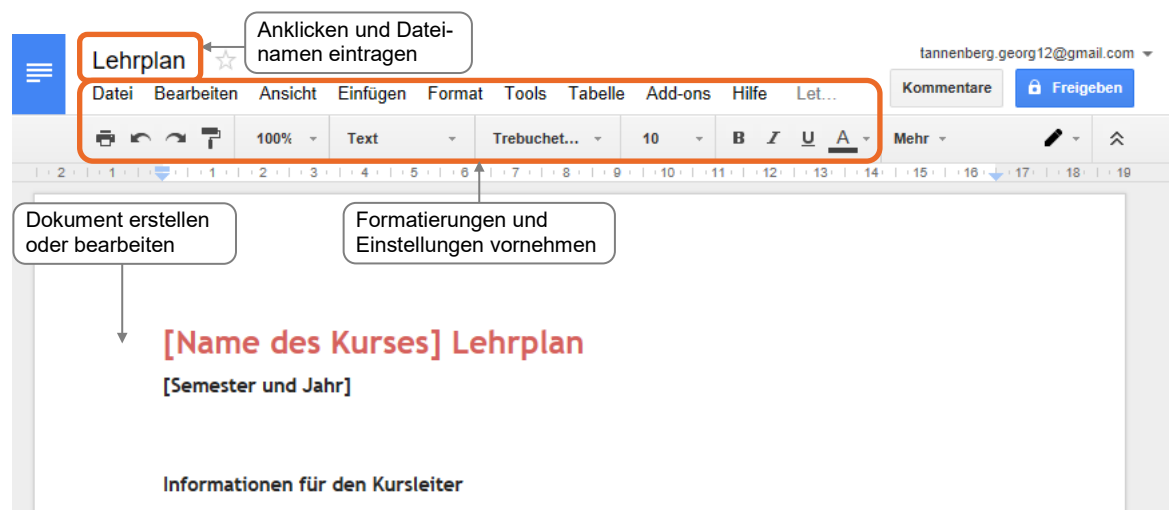 Anklicken und Datei-
namen eintragen
Lehrplan
tannenberg.georg12@gmail.com
Datei Bearbeiten Ansicht Einfügen Format Tools Tabelle Add-ons Hilfe Let... Kommentare Freigeben
100% Text Trebuchet... 10 B I U A Mehr
2 1 1 2 3 4 5 6 7 8 9 10 11 12 13 14 15 16 17 18 19
Dokument erstellen
oder bearbeiten
Formatierungen und
Einstellungen vornehmen
[Name des Kurses] Lehrplan
[Semester und Jahr]
Informationen für den Kursleiter